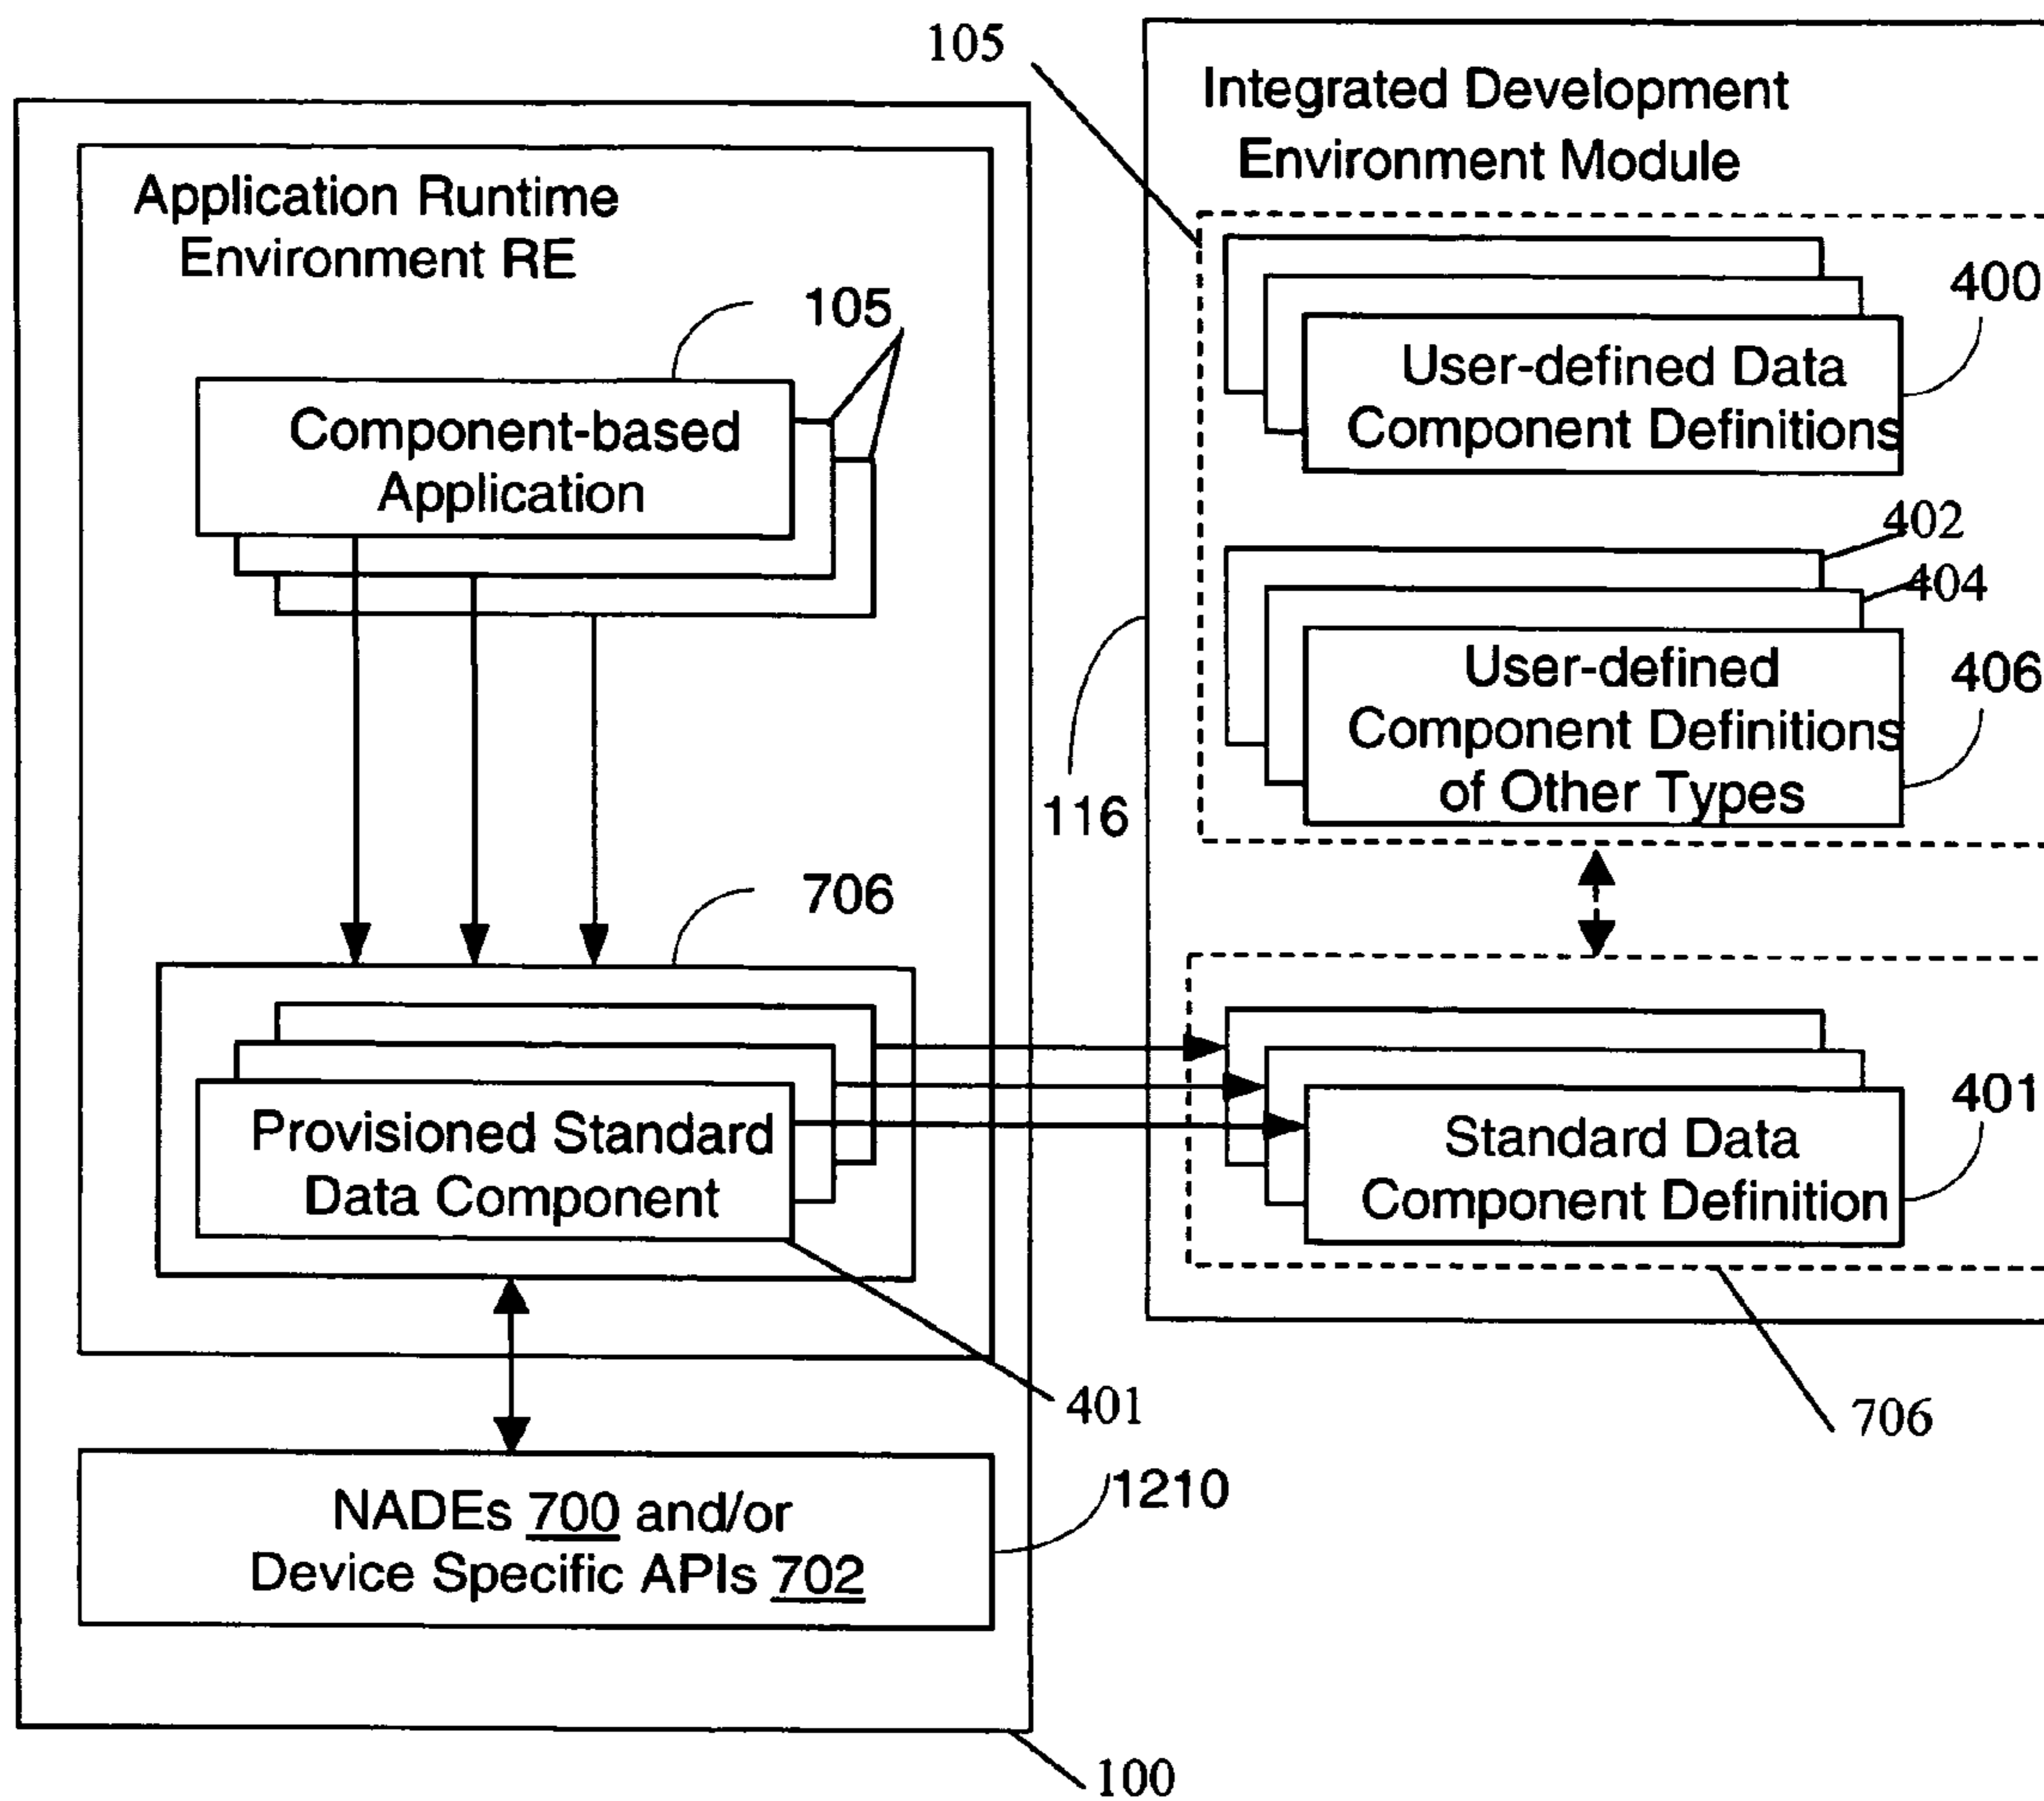 105
Integrated Development
Environment Module
Application Runtime
Environment RE
105
Component-based
Application
400
User-defined Data
Component Definitions
402
404
406
User-defined
Component Definitions
of Other Types
116
706
Provisioned Standard
Data Component
401
Standard Data
Component Definition
401
706
NADEs 700 and/or
Device Specific APIs 702
1210
100